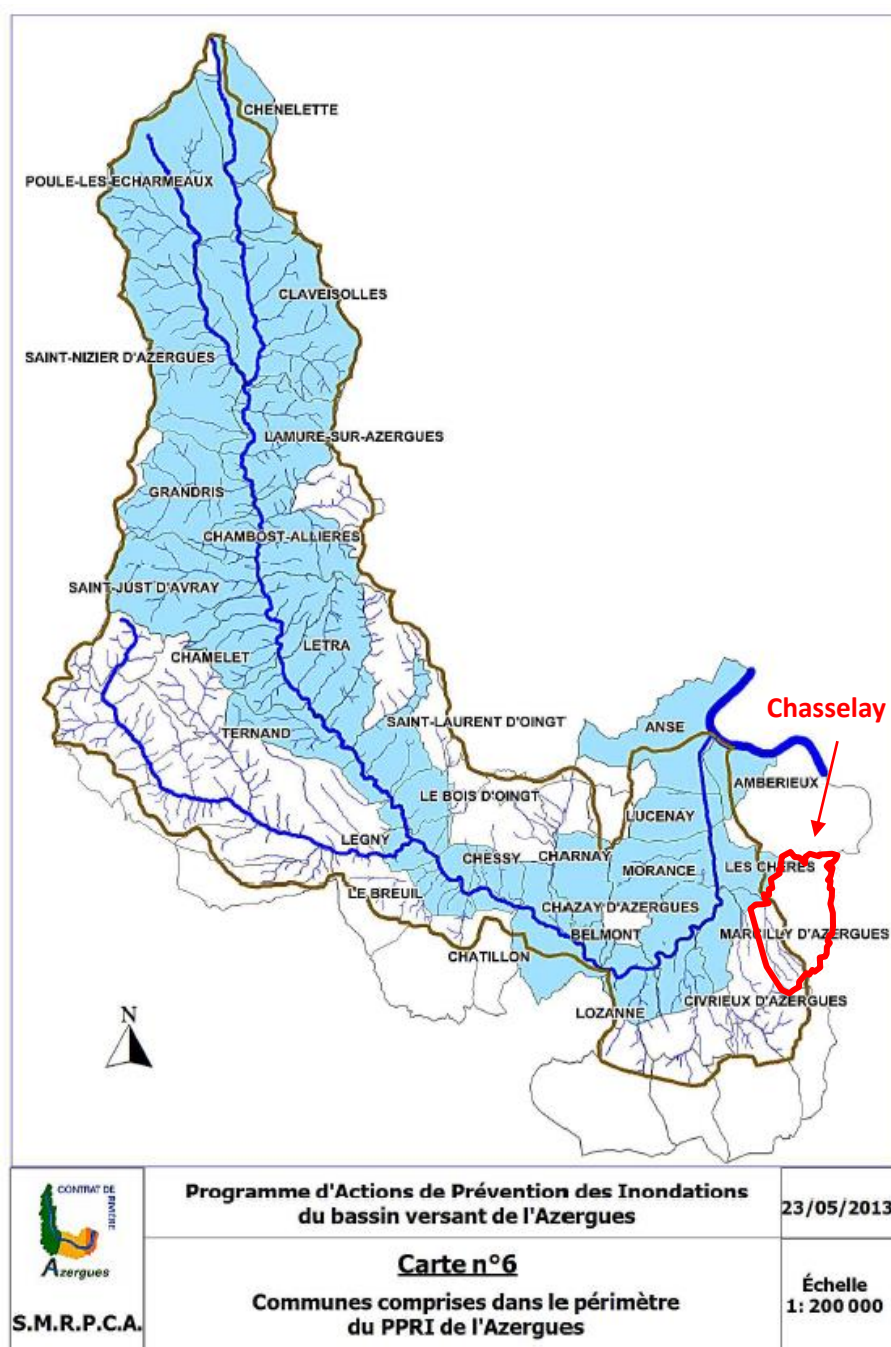 CHENELETTE
POULE-LES-ECHARMEAUX
CLAVEISOLLES
SAINT-NIZIER D'AZERGUES
LAMURE-SUR-AZERGUES
GRANDRIS
CHAMBOST-ALLIERES
SAINT-JUST D'AVRAY
LETRA
CHAMELET
Chasselay
SAINT-LAURENT D'OINGT
ANSE
TERNAND
AMBERIEUX
LE BOIS D'OINGT
LUCENAY
LEGNY
CHESSY
CHARNAY
MORANCE
LES CHERES
LE BREUIL
CHAZAY D'AZERGUES
BELMONT
MARCILLY D'AZERGUES
CHATILLON
CIVRIEUX D'AZERGUES
LOZANNE
N
CONTRAT DE
RIVIÈRE
Azergues
S.M.R.P.C.A.
Programme d'Actions de Prévention des Inondations
du bassin versant de l'Azergues
23/05/2013
Carte n°6
Communes comprises dans le périmètre
du PPRI de l'Azergues
Échelle
1: 200 000